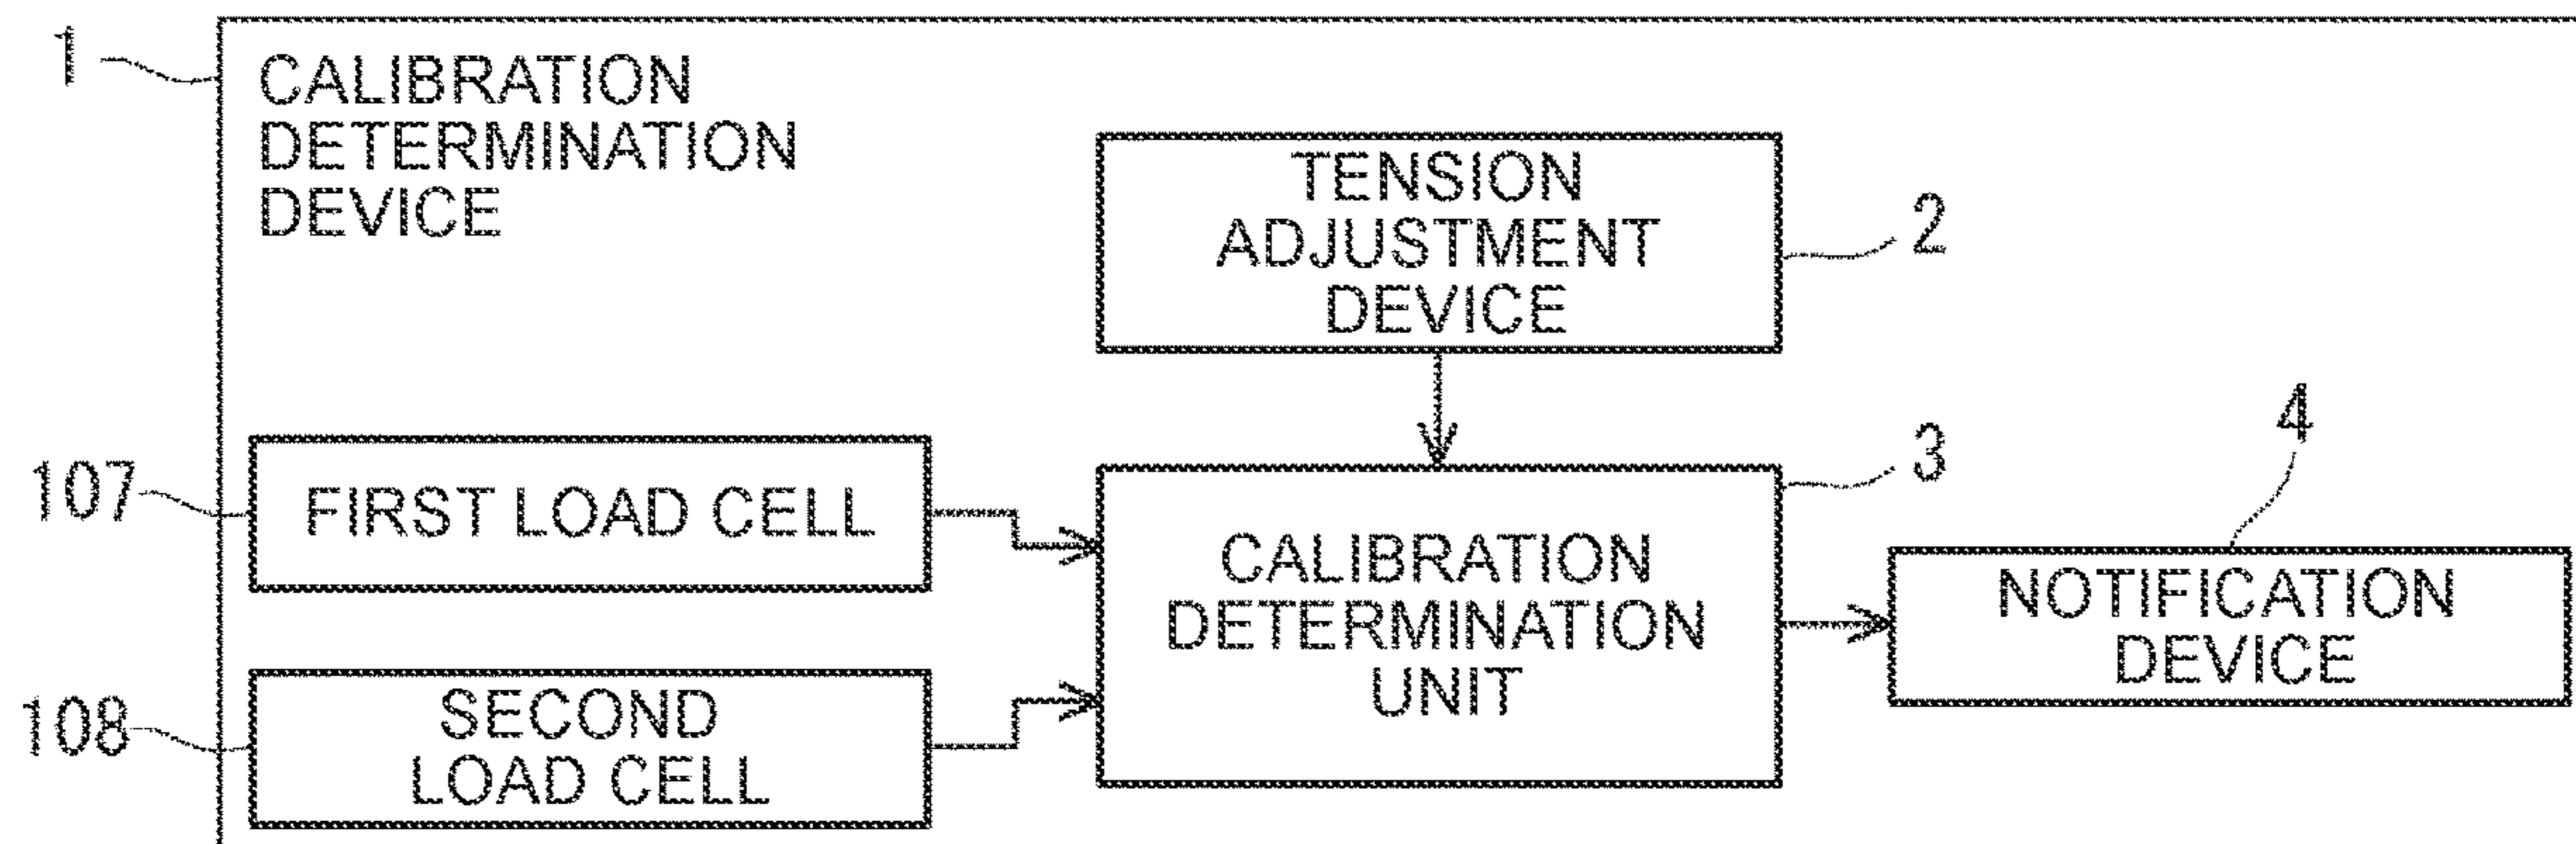 1
CALIBRATION
DETERMINATION
DEVICE
TENSION
ADJUSTMENT
DEVICE
2
107
FIRST LOAD CELL
3
4
CALIBRATION
DETERMINATION
UNIT
NOTIFICATION
DEVICE
108
SECOND
LOAD CELL